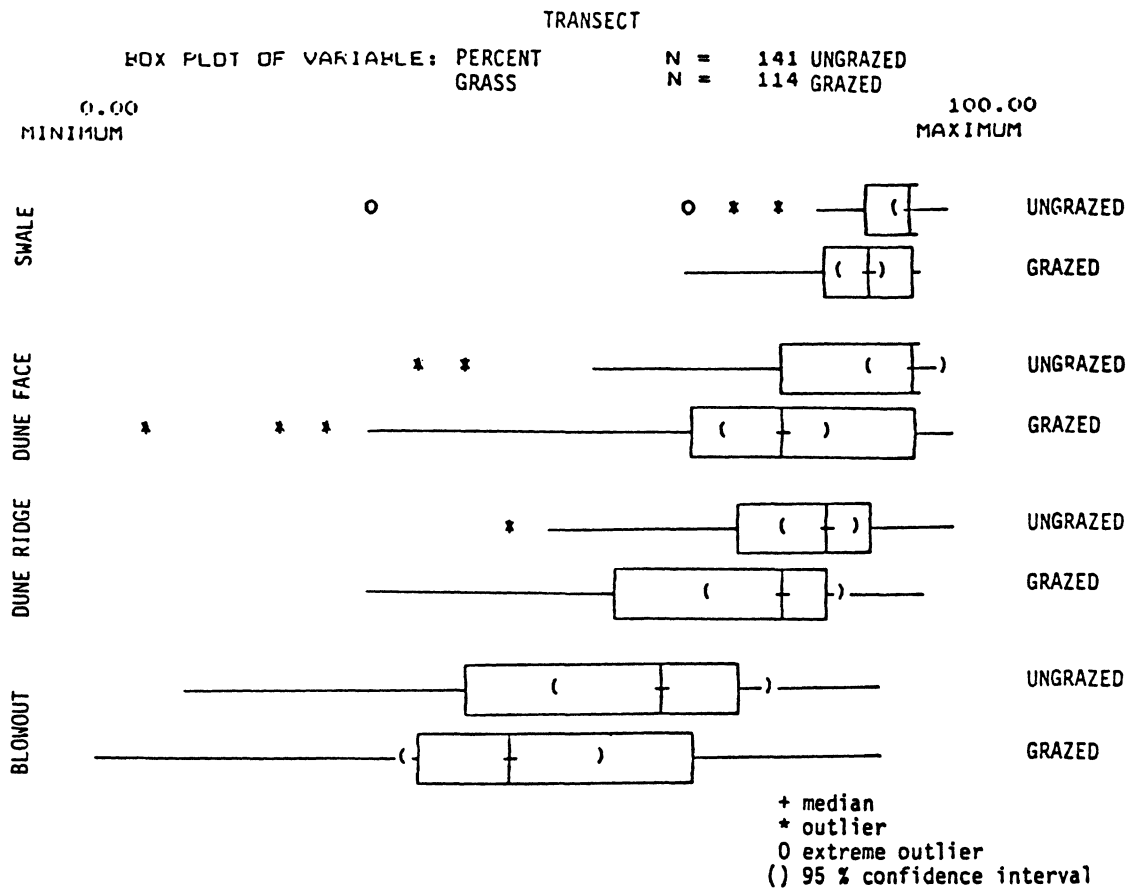 TRANSECT
BOX PLOT OF VARIABLE: PERCENT N = 141 UNGRAZED
GRASS N = 114 GRAZED
0.00 100.00
MINIMUM MAXIMUM
SWALE
UNGRAZED
GRAZED
DUNE FACE
UNGRAZED
GRAZED
DUNE RIDGE
UNGRAZED
GRAZED
BLOWOUT
UNGRAZED
GRAZED
+ median
* outlier
O extreme outlier
() 95 % confidence interval